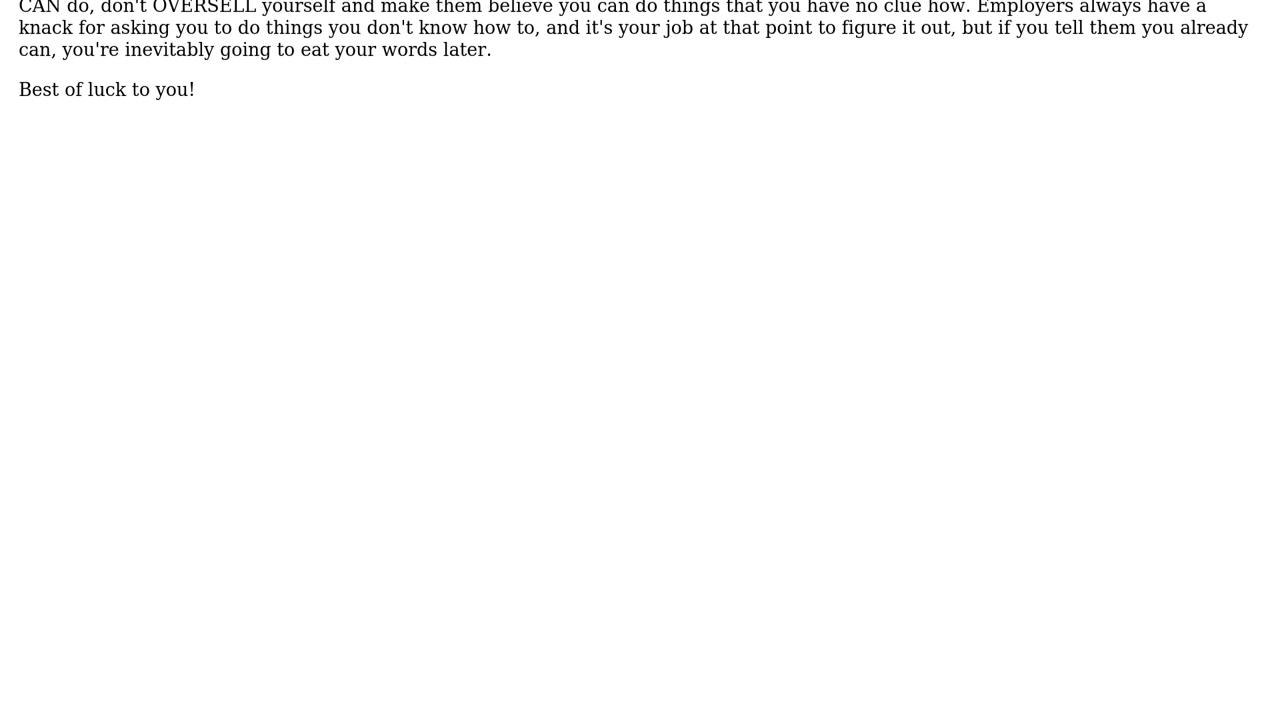 CAN do, don't OVERSELL yourself and make them believe you can do things that you have no clue how. Employers always have a
knack for asking you to do things you don't know how to, and it's your job at that point to figure it out, but if you tell them you already
can, you're inevitably going to eat your words later.
Best of luck to you!